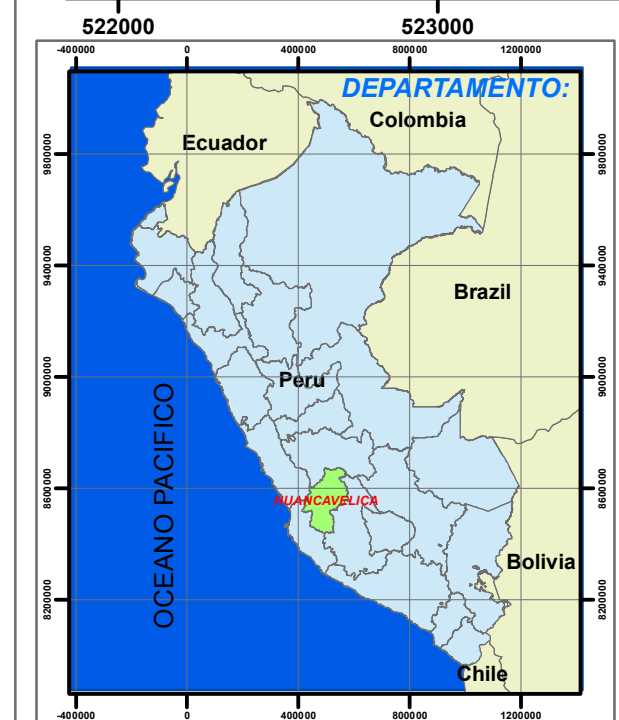 522000 523000
-400000 0 400000 800000 1200000
DEPARTAMENTO:
Colombia
Ecuador
9800000 9800000
9400000 9400000
Brazil
9000000 9000000
Peru
OCEANO PACIFICO
8600000 8600000
HUANCAVELICA
Bolivia
8200000 8200000
Chile
-400000 0 400000 800000 1200000